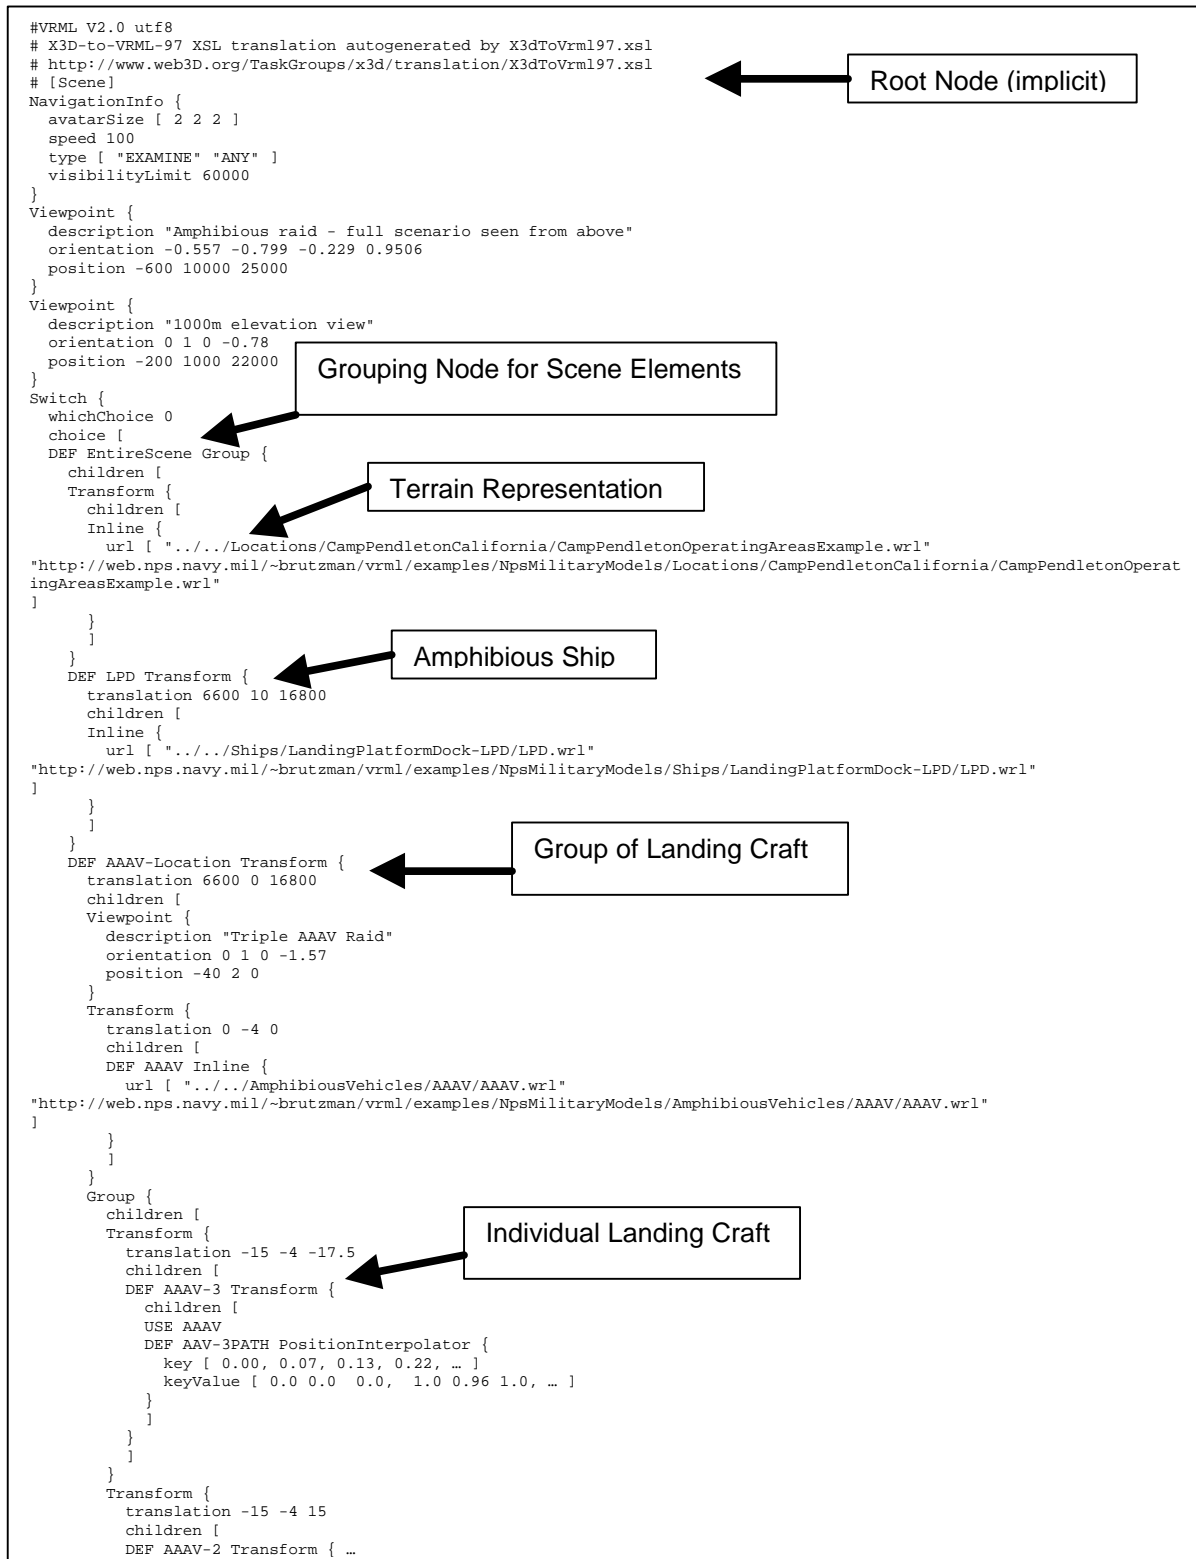 #VRML V2.0 utf8
# X3D-to-VRML-97 XSL translation autogenerated by X3dToVrml97.xsl
# http://www.web3D.org/TaskGroups/x3d/translation/X3dToVrml97.xsl
# [Scene]
Root Node (implicit)
NavigationInfo {
  avatarSize [ 2 2 2 ]
  speed 100
  type [ "EXAMINE" "ANY" ]
  visibilityLimit 60000
}
Viewpoint {
  description "Amphibious raid - full scenario seen from above"
  orientation -0.557 -0.799 -0.229 0.9506
  position -600 10000 25000
}
Viewpoint {
  description "1000m elevation view"
  orientation 0 1 0 -0.78
  position -200 1000 22000
}
Grouping Node for Scene Elements
Switch {
  whichChoice 0
  choice [
  DEF EntireScene Group {
    children [
    Transform {
      children [
Terrain Representation
      Inline {
        url [ "../../Locations/CampPendletonCalifornia/CampPendletonOperatingAreasExample.wrl"
"http://web.nps.navy.mil/~brutzman/vrml/examples/NpsMilitaryModels/Locations/CampPendletonCalifornia/CampPendletonOperat
ingAreasExample.wrl"
]
      }
      ]
    }
Amphibious Ship
    DEF LPD Transform {
      translation 6600 10 16800
      children [
      Inline {
        url [ "../../Ships/LandingPlatformDock-LPD/LPD.wrl"
"http://web.nps.navy.mil/~brutzman/vrml/examples/NpsMilitaryModels/Ships/LandingPlatformDock-LPD/LPD.wrl"
]
      }
      ]
    }
Group of Landing Craft
    DEF AAAV-Location Transform {
      translation 6600 0 16800
      children [
      Viewpoint {
        description "Triple AAAV Raid"
        orientation 0 1 0 -1.57
        position -40 2 0
      }
      Transform {
        translation 0 -4 0
        children [
        DEF AAAV Inline {
          url [ "../../AmphibiousVehicles/AAAV/AAAV.wrl"
"http://web.nps.navy.mil/~brutzman/vrml/examples/NpsMilitaryModels/AmphibiousVehicles/AAAV/AAAV.wrl"
]
        }
        ]
      }
      Group {
        children [
        Transform {
          translation -15 -4 -17.5
          children [
Individual Landing Craft
          DEF AAAV-3 Transform {
            children [
            USE AAAV
            DEF AAV-3PATH PositionInterpolator {
              key [ 0.00, 0.07, 0.13, 0.22, … ]
              keyValue [ 0.0 0.0  0.0,  1.0 0.96 1.0, … ]
            }
            ]
          }
          ]
        }
        Transform {
          translation -15 -4 15
          children [
          DEF AAAV-2 Transform { …